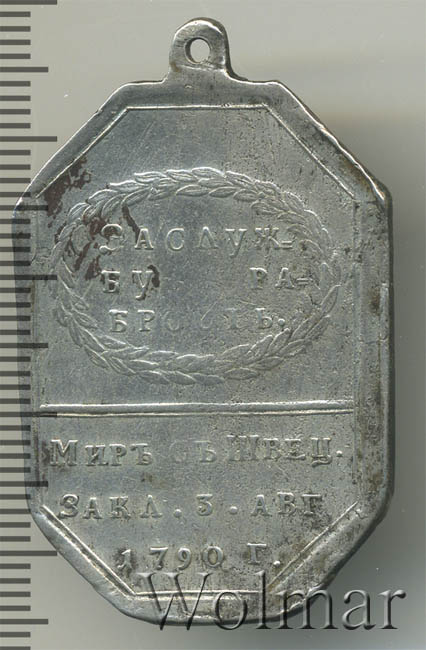 ЗАСЛУЖ=
БУ РА=
БРОСТЬ.
МИРЪ СЪ ШВЕЦ.
ЗАКЛ. 3. АВГ
1790 Г.
Wolmar